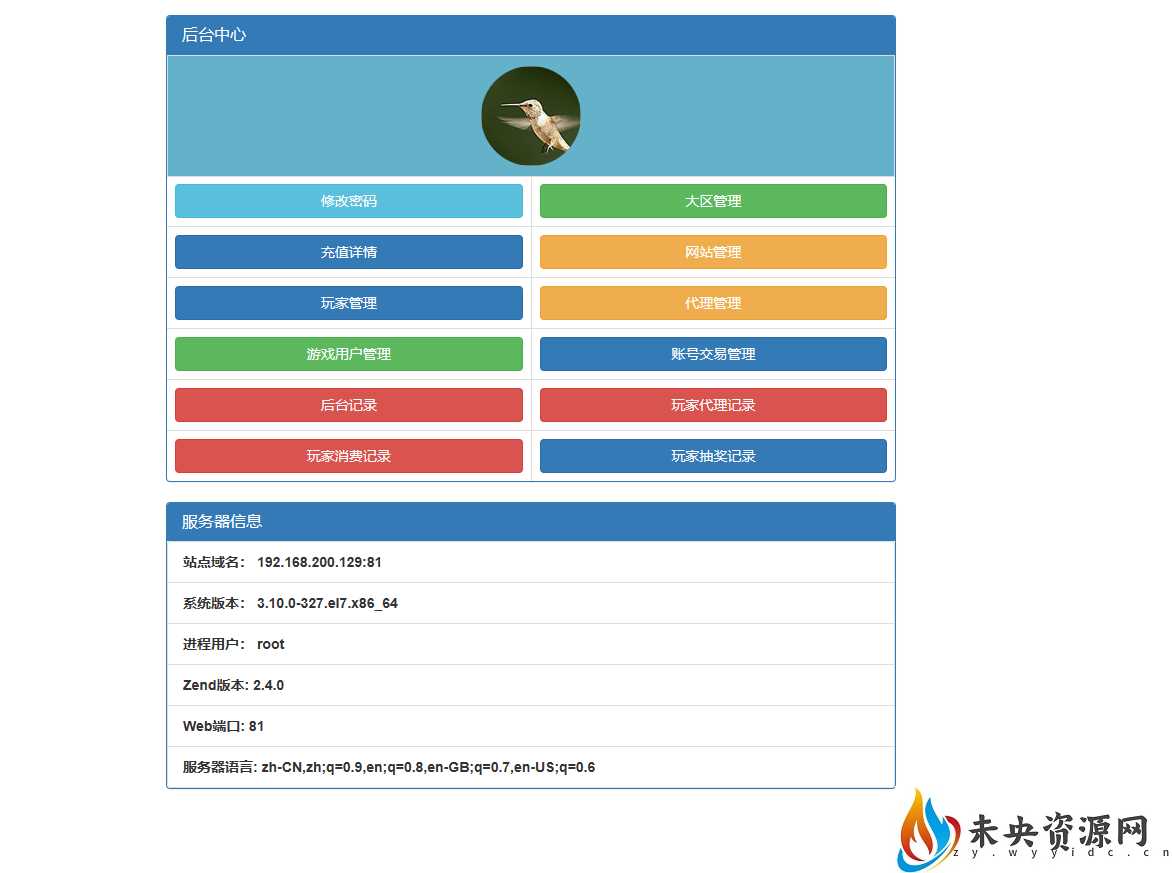 后台中心
修改密码
大区管理
充值详情
网站管理
玩家管理
代理管理
游戏用户管理
账号交易管理
后台记录
玩家代理记录
玩家消费记录
玩家抽奖记录
服务器信息
站点域名： 192.168.200.129:81
系统版本： 3.10.0-327.el7.x86_64
进程用户： root
Zend版本: 2.4.0
Web端口: 81
服务器语言: zh-CN,zh;q=0.9,en;q=0.8,en-GB;q=0.7,en-US;q=0.6
未央资源网
zy.wyyidc.cn